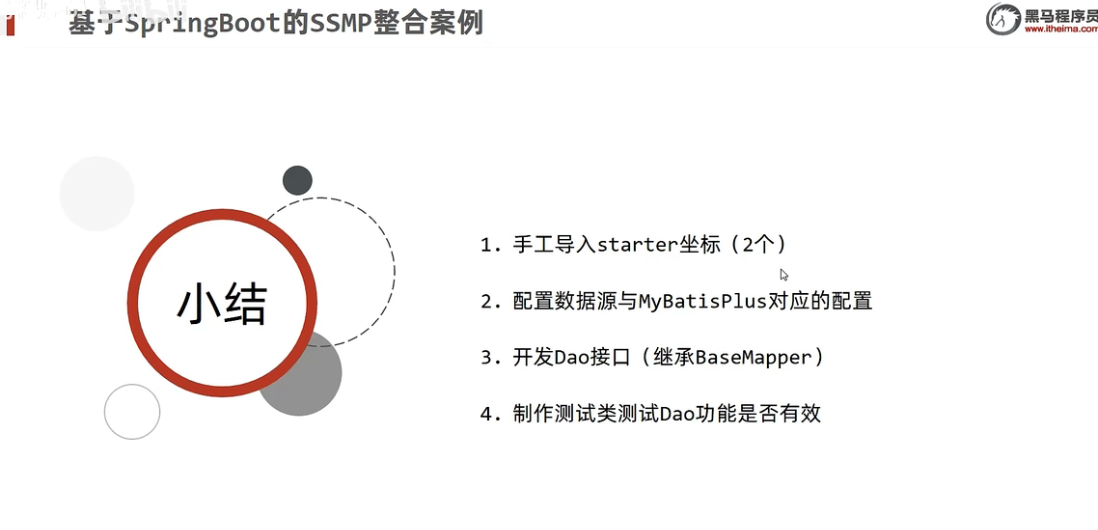 基于SpringBoot的SSMP整合案例
黑马程序员
www.itheima.com
小结
1. 手工导入starter坐标（2个）
2. 配置数据源与MyBatisPlus对应的配置
3. 开发Dao接口（继承BaseMapper）
4. 制作测试类测试Dao功能是否有效